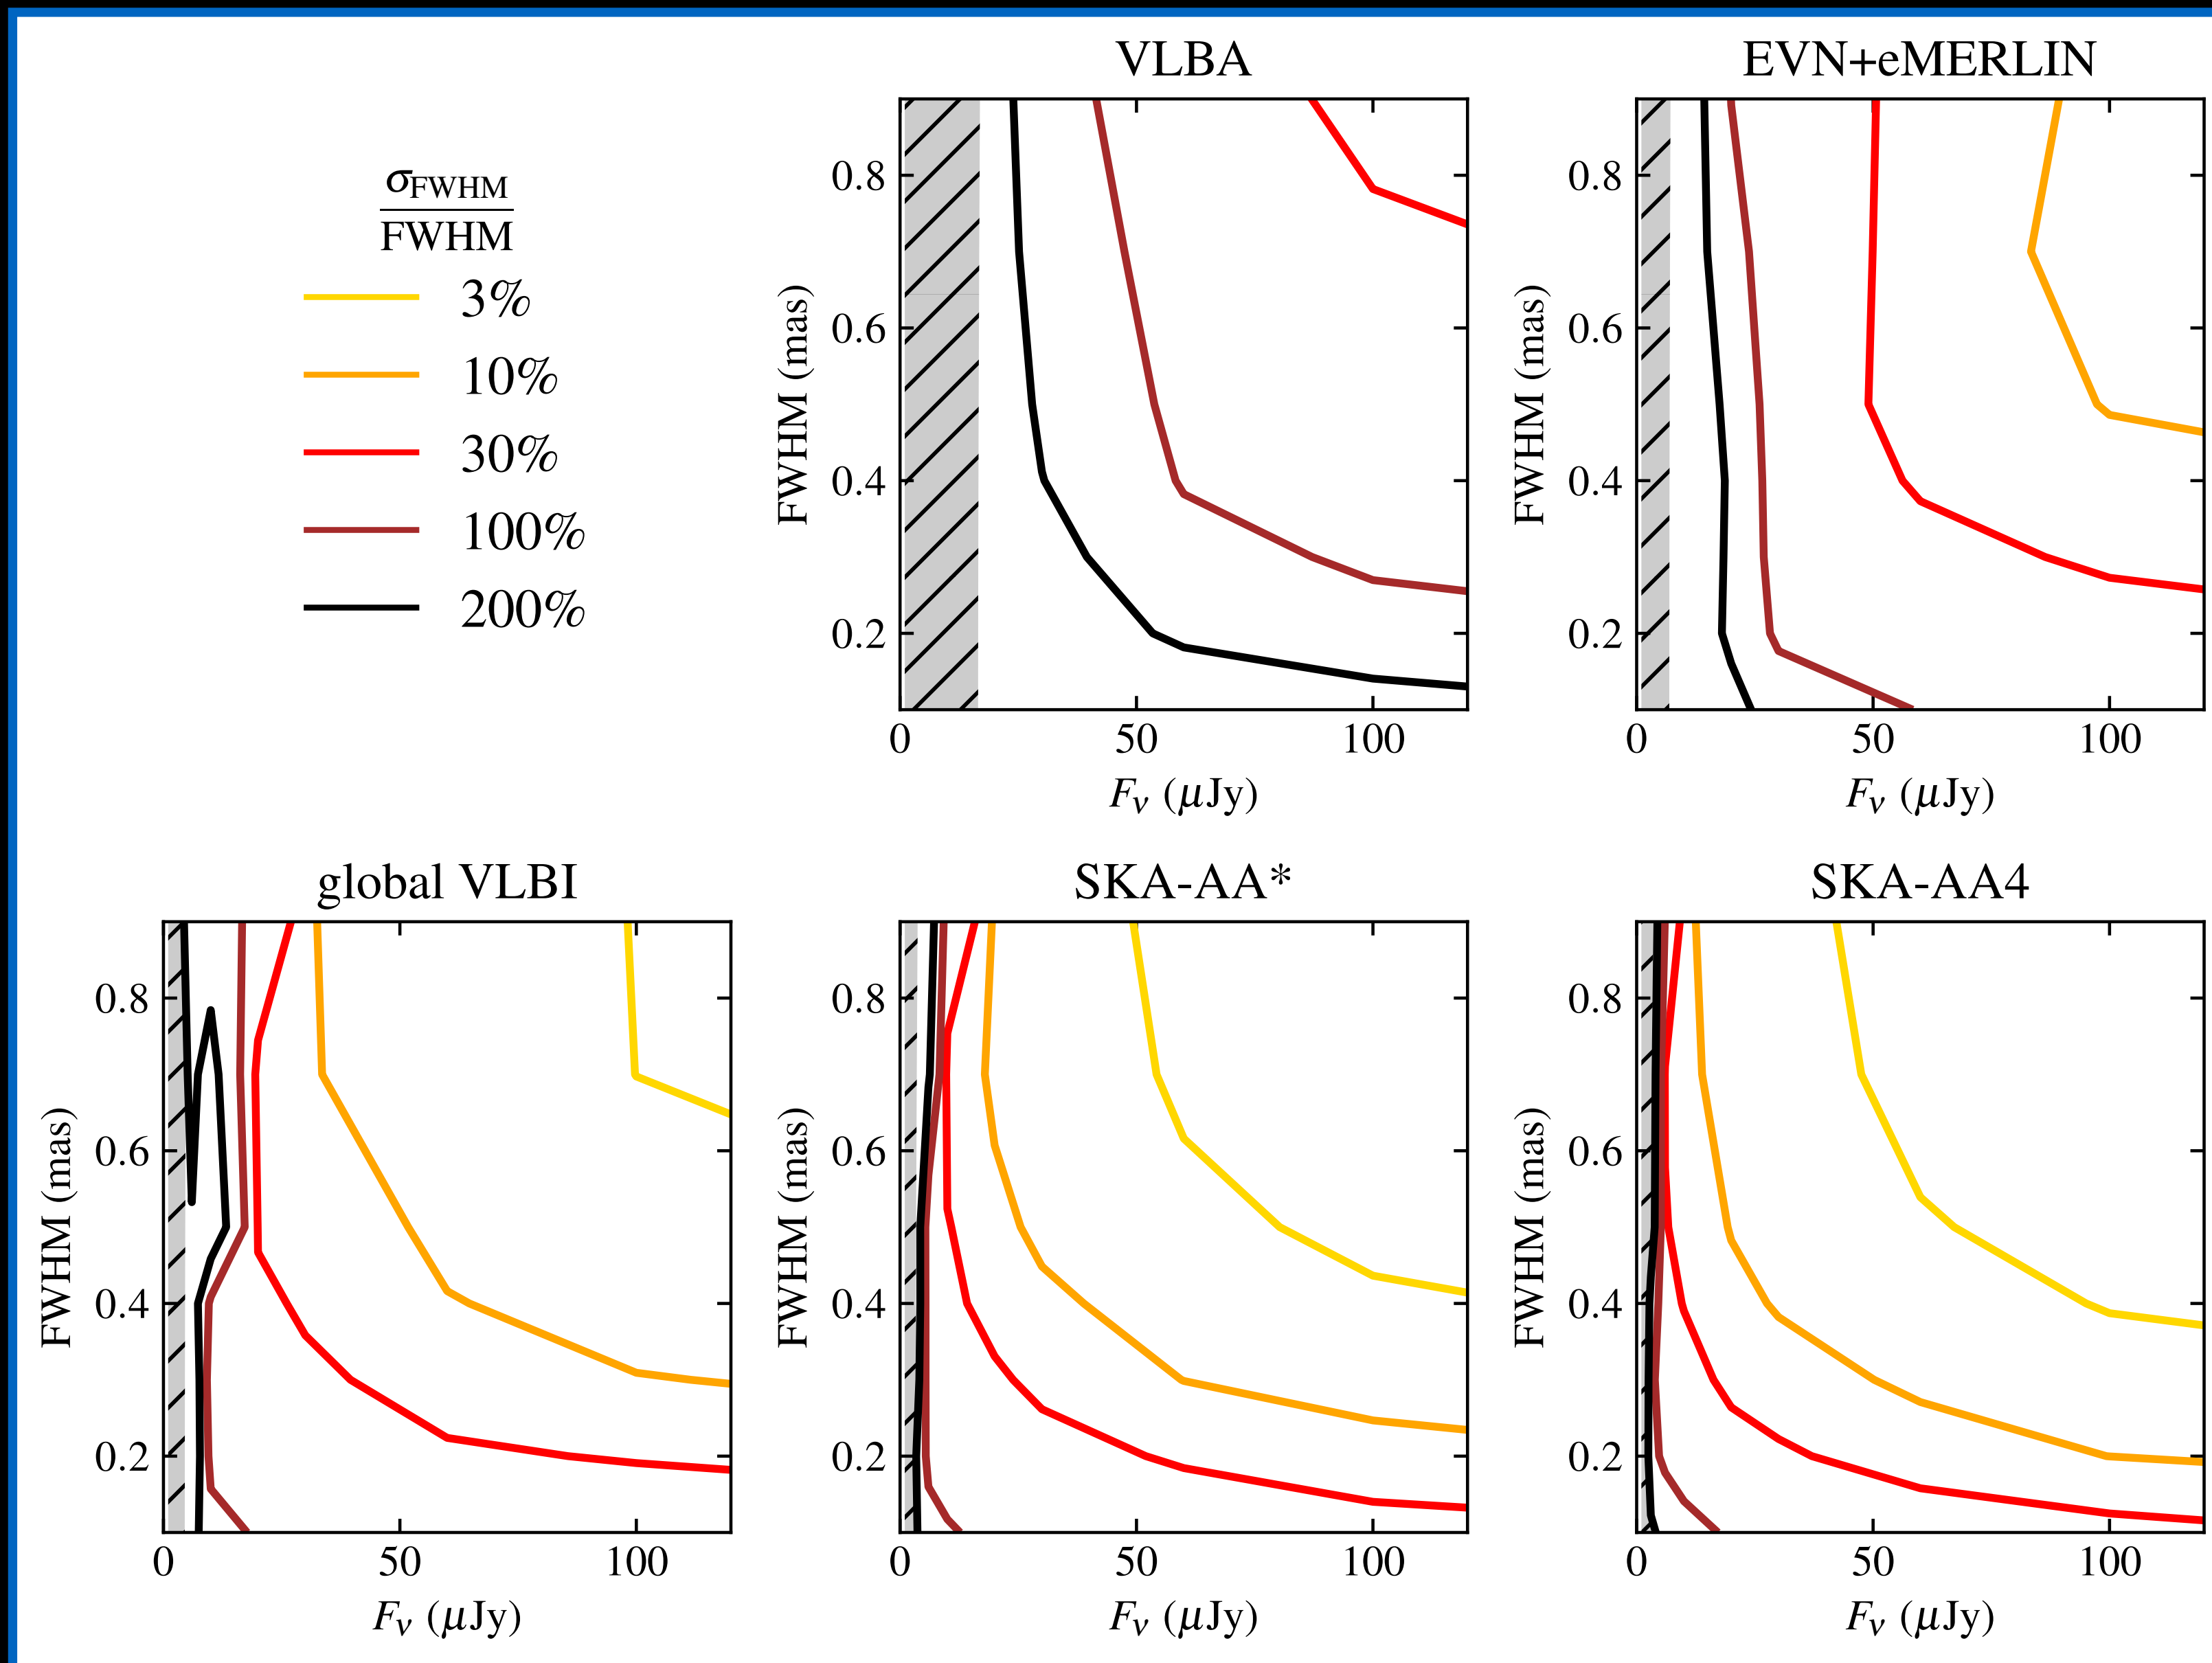 VLBA
EVN+eMERLIN
σFWHM
FWHM
3%
10%
30%
100%
200%
FWHM (mas)
0.8
0.6
0.4
0.2
0
50
100
Fν (μJy)
FWHM (mas)
0.8
0.6
0.4
0.2
0
50
100
Fν (μJy)
global VLBI
SKA-AA*
SKA-AA4
FWHM (mas)
0.8
0.6
0.4
0.2
0
50
100
Fν (μJy)
FWHM (mas)
0.8
0.6
0.4
0.2
0
50
100
Fν (μJy)
FWHM (mas)
0.8
0.6
0.4
0.2
0
50
100
Fν (μJy)